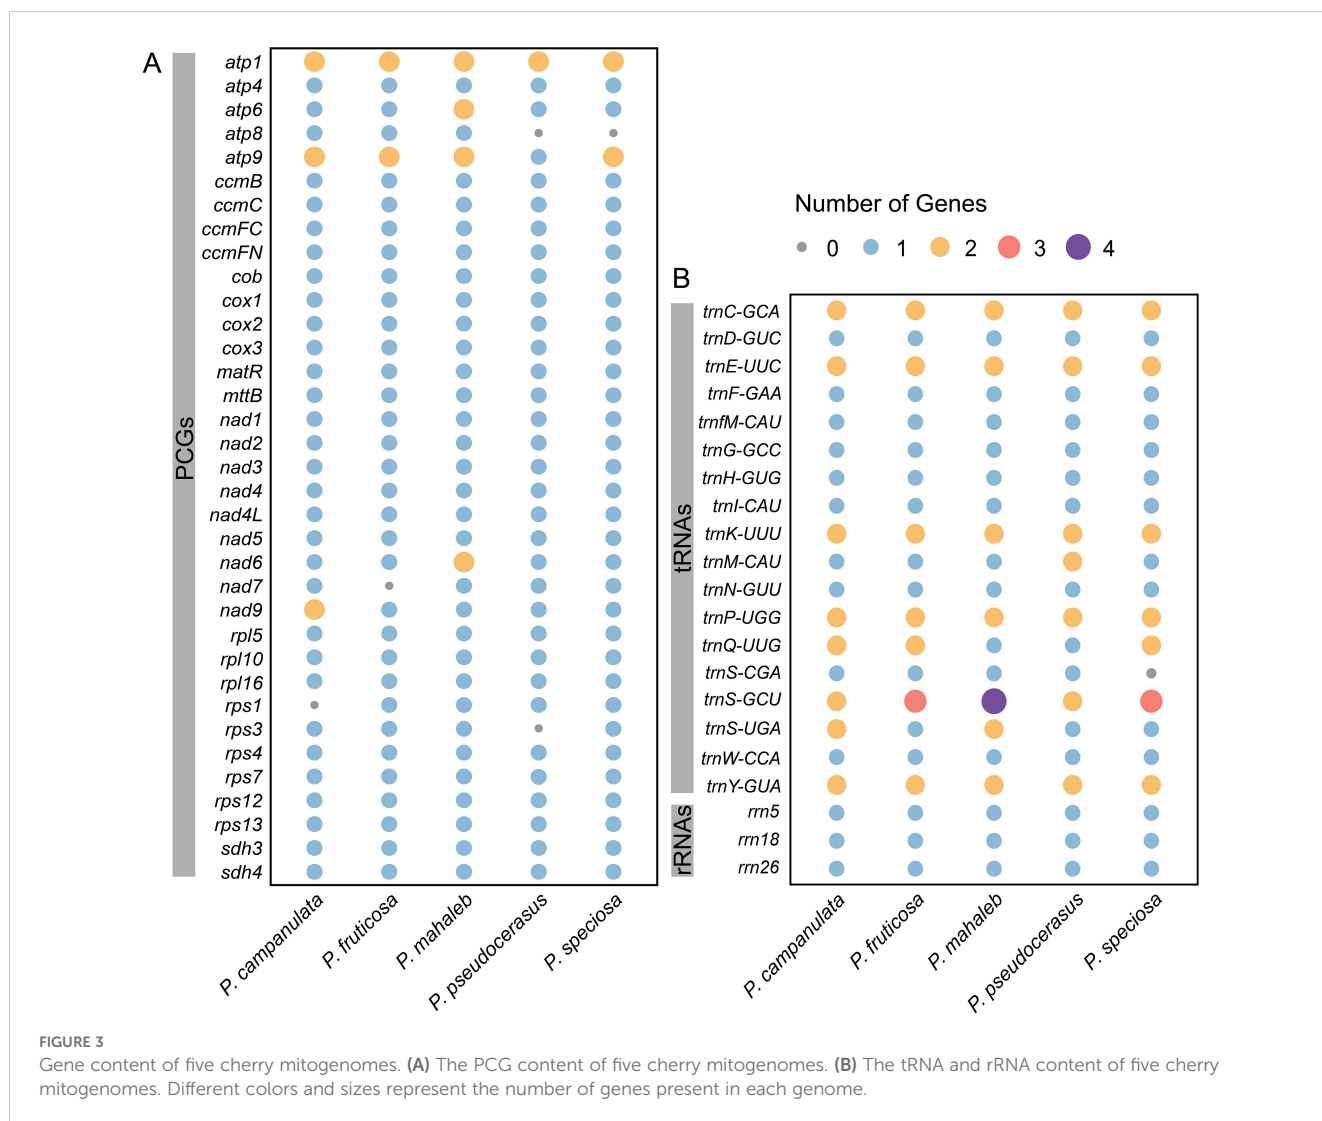 A
PCGs
atp1
atp4
atp6
atp8
atp9
ccmB
ccmC
ccmFC
ccmFN
cob
cox1
cox2
cox3
matR
mttB
nad1
nad2
nad3
nad4
nad4L
nad5
nad6
nad7
nad9
rpl5
rpl10
rpl16
rps1
rps3
rps4
rps7
rps12
rps13
sdh3
sdh4
P. campanulata
P. fruticosa
P. mahaleb
P. pseudocerasus
P. speciosa
Number of Genes
0 1 2 3 4
B
tRNAs
trnC-GCA
trnD-GUC
trnE-UUC
trnF-GAA
trnfM-CAU
trnG-GCC
trnH-GUG
trnI-CAU
trnK-UUU
trnM-CAU
trnN-GUU
trnP-UGG
trnQ-UUG
trnS-CGA
trnS-GCU
trnS-UGA
trnW-CCA
trnY-GUA
rRNAs
rrn5
rrn18
rrn26
P. campanulata
P. fruticosa
P. mahaleb
P. pseudocerasus
P. speciosa
FIGURE 3
Gene content of five cherry mitogenomes. (A) The PCG content of five cherry mitogenomes. (B) The tRNA and rRNA content of five cherry
mitogenomes. Different colors and sizes represent the number of genes present in each genome.